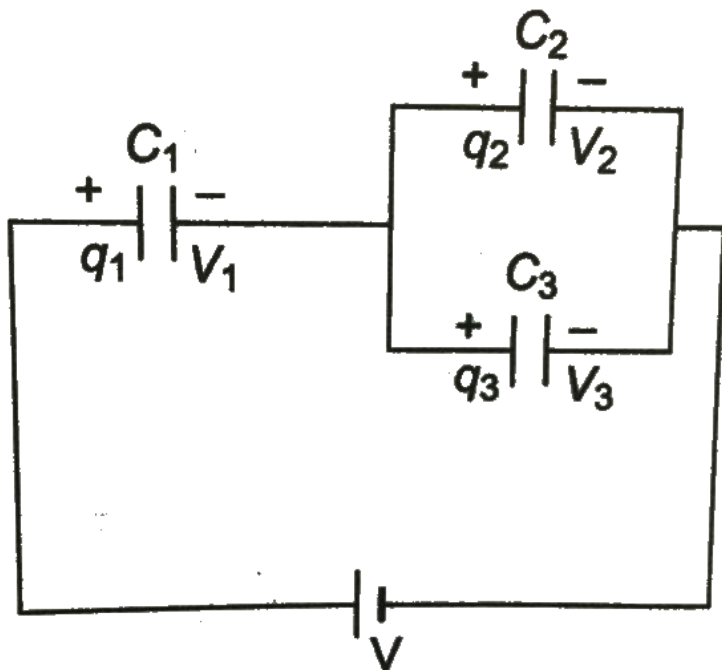 C₂
+ −
q₂ V₂
C₁
+ −
q₁ V₁
C₃
+ −
q₃ V₃
V